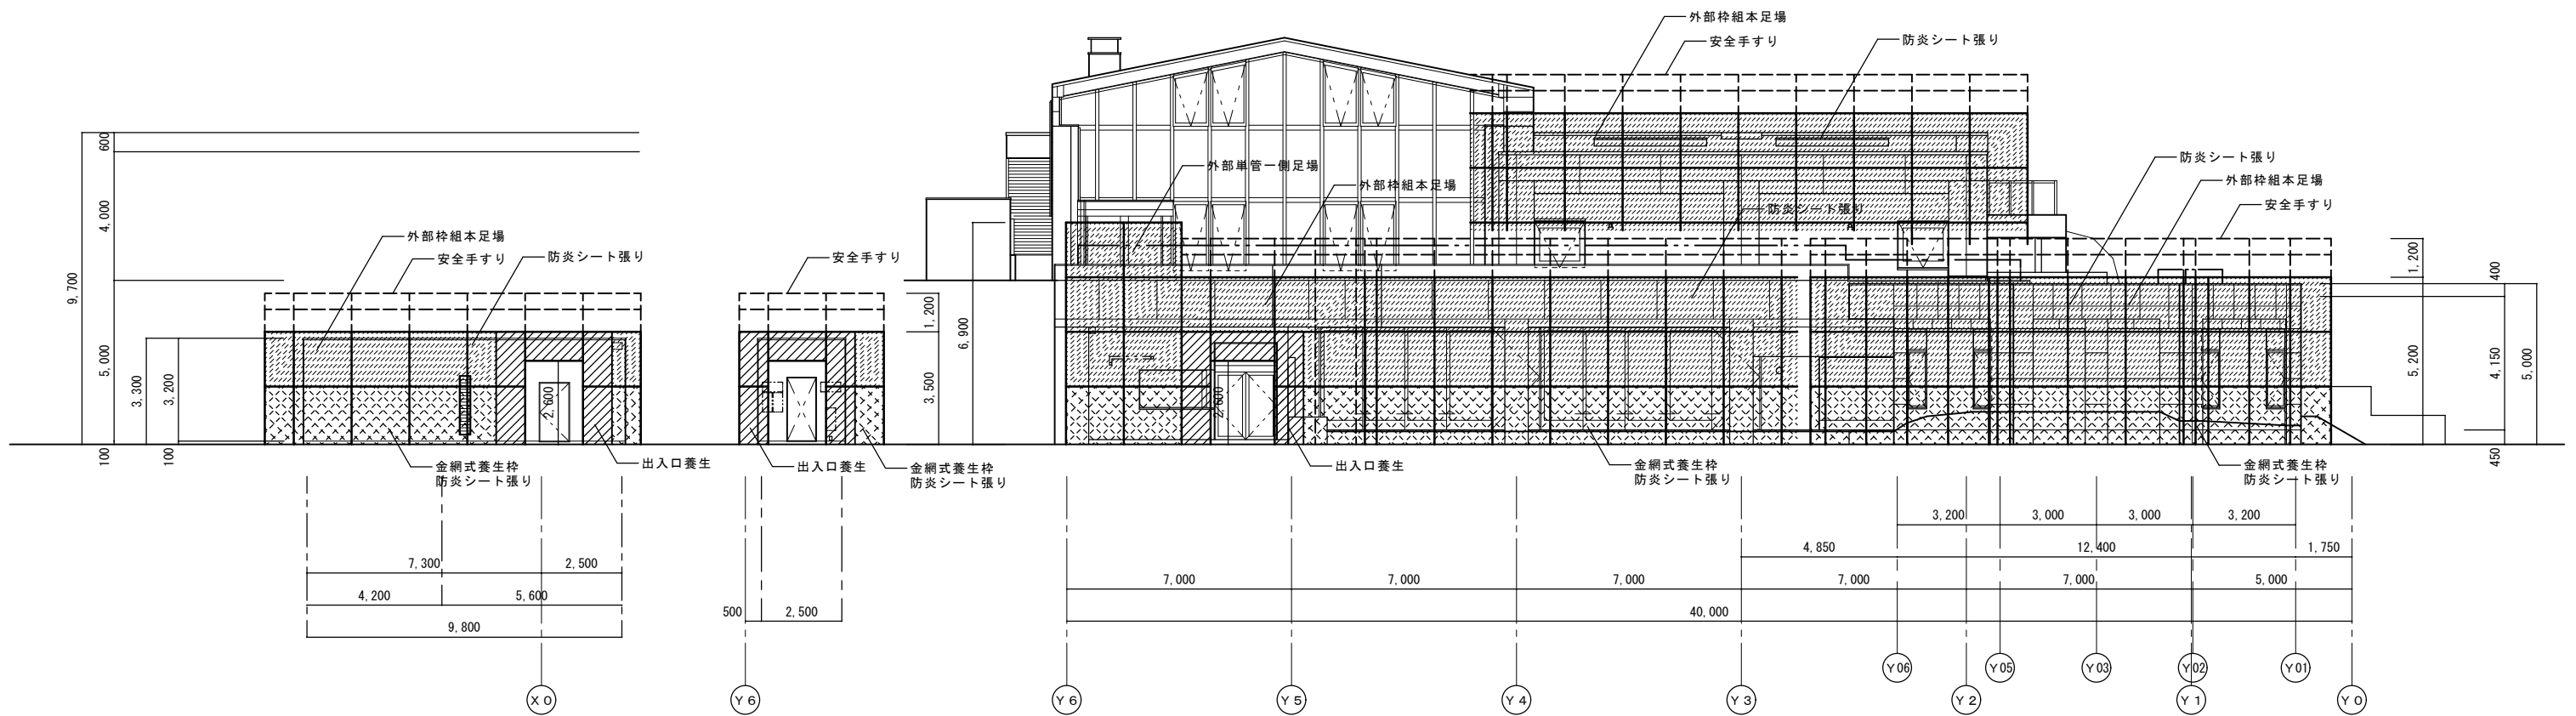 外部枠組本足場
安全手すり
防炎シート張り
600
4,000
5,000
9,700
100
3,300
3,200
100
外部枠組本足場
安全手すり
防炎シート張り
2,600
金網式養生枠
防炎シート張り
出入口養生
安全手すり
1,200
3,500
6,900
出入口養生
金網式養生枠
防炎シート張り
外部単管一側足場
外部枠組本足場
防炎シート張り
2,600
出入口養生
金網式養生枠
防炎シート張り
防炎シート張り
外部枠組本足場
安全手すり
1,200
5,200
400
4,150
5,000
450
金網式養生枠
防炎シート張り
7,300
2,500
4,200
5,600
9,800
500
2,500
3,200
3,000
3,000
3,200
4,850
12,400
1,750
7,000
7,000
7,000
7,000
7,000
5,000
40,000
X0
Y6
Y6
Y5
Y4
Y3
Y06
Y2
Y05
Y03
Y02
Y1
Y01
Y0